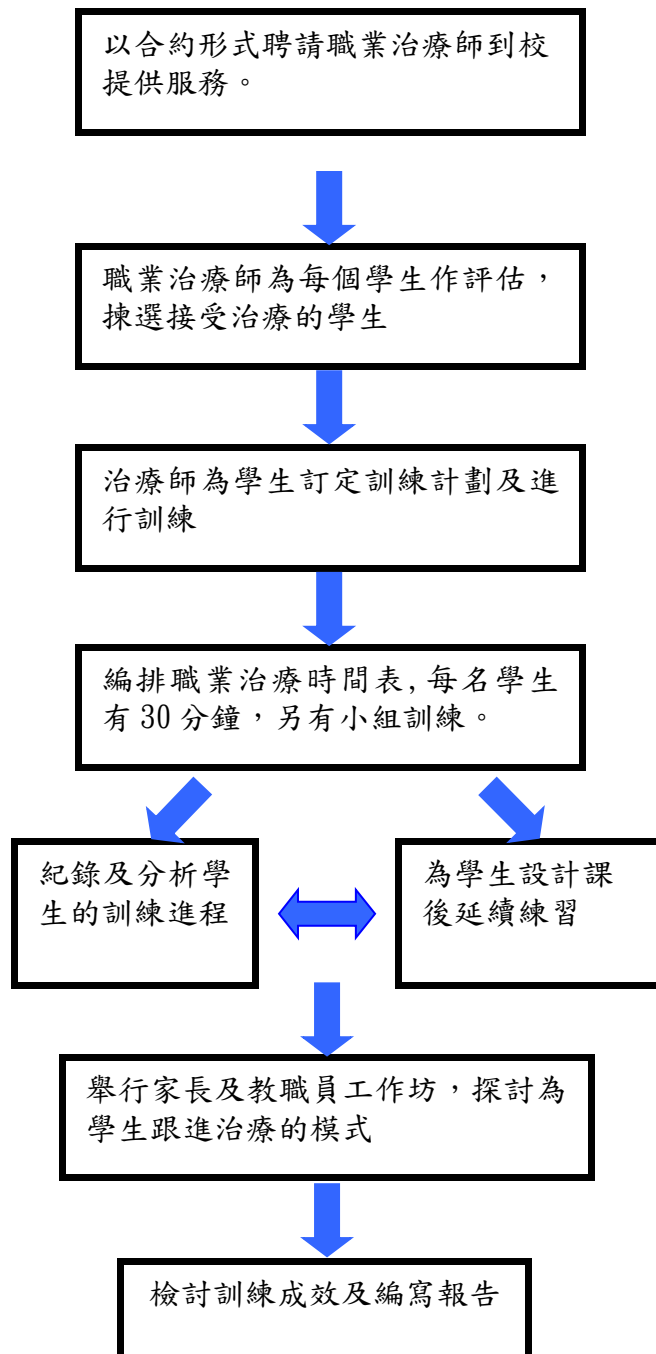 以合約形式聘請職業治療師到校
提供服務。
職業治療師為每個學生作評估，
揀選接受治療的學生
治療師為學生訂定訓練計劃及進
行訓練
編排職業治療時間表,每名學生
有30分鐘，另有小組訓練。
紀錄及分析學
生的訓練進程
為學生設計課
後延續練習
舉行家長及教職員工作坊，探討為
學生跟進治療的模式
檢討訓練成效及編寫報告